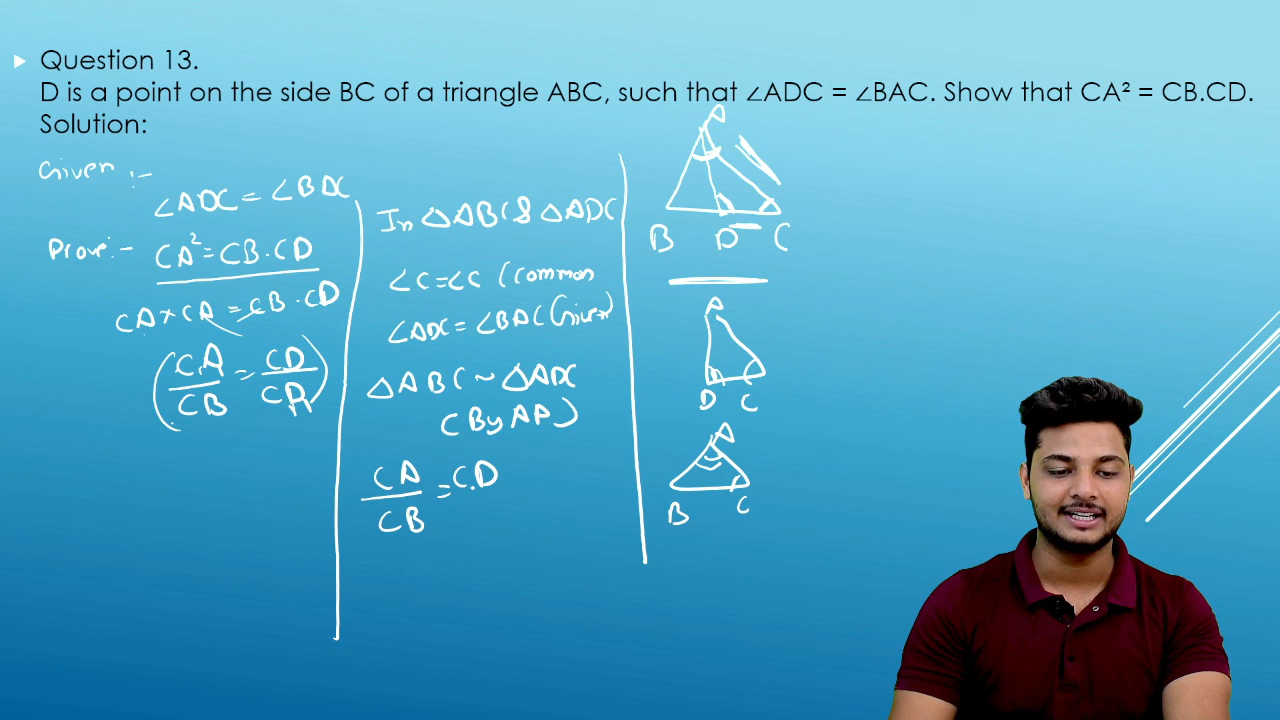 Question 13.
D is a point on the side BC of a triangle ABC, such that ∠ADC = ∠BAC. Show that CA² = CB.CD.
Solution:
Given :-
∠ADC = ∠BDC
Prove :- CA² = CB·CD
CA × CA = CB·CD
(CA/CB = CD/CA)
In △ABC & △ADC
∠C = ∠C (Common
∠ADC = ∠BAC (Given)
△ABC ~ △ADC
(By AA)
CA/CB = CD
A
B D C
A
D C
A
B C